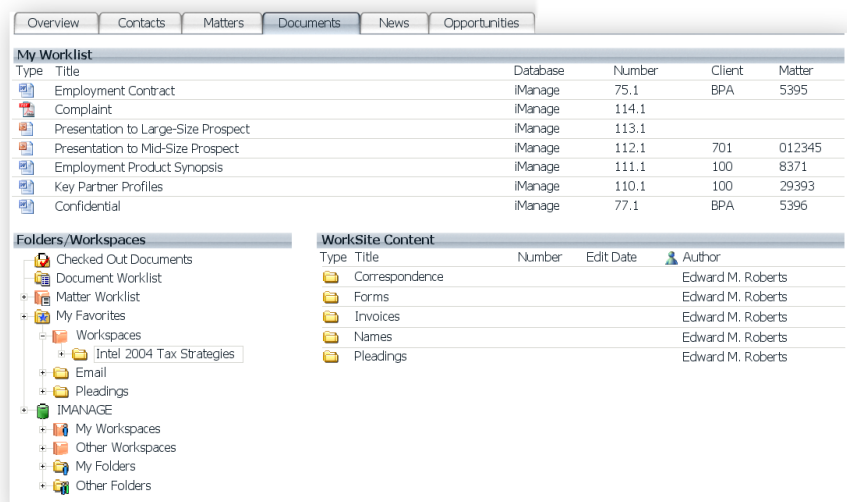 Overview Contacts Matters Documents News Opportunities
My Worklist
Type Title Database Number Client Matter
Employment Contract iManage 75.1 BPA 5395
Complaint iManage 114.1
Presentation to Large-Size Prospect iManage 113.1
Presentation to Mid-Size Prospect iManage 112.1 701 012345
Employment Product Synopsis iManage 111.1 100 8371
Key Partner Profiles iManage 110.1 100 29393
Confidential iManage 77.1 BPA 5396
Folders/Workspaces
Checked Out Documents
Document Worklist
Matter Worklist
My Favorites
Workspaces
Intel 2004 Tax Strategies
Email
Pleadings
IMANAGE
My Workspaces
Other Workspaces
My Folders
Other Folders
WorkSite Content
Type Title Number Edit Date Author
Correspondence Edward M. Roberts
Forms Edward M. Roberts
Invoices Edward M. Roberts
Names Edward M. Roberts
Pleadings Edward M. Roberts